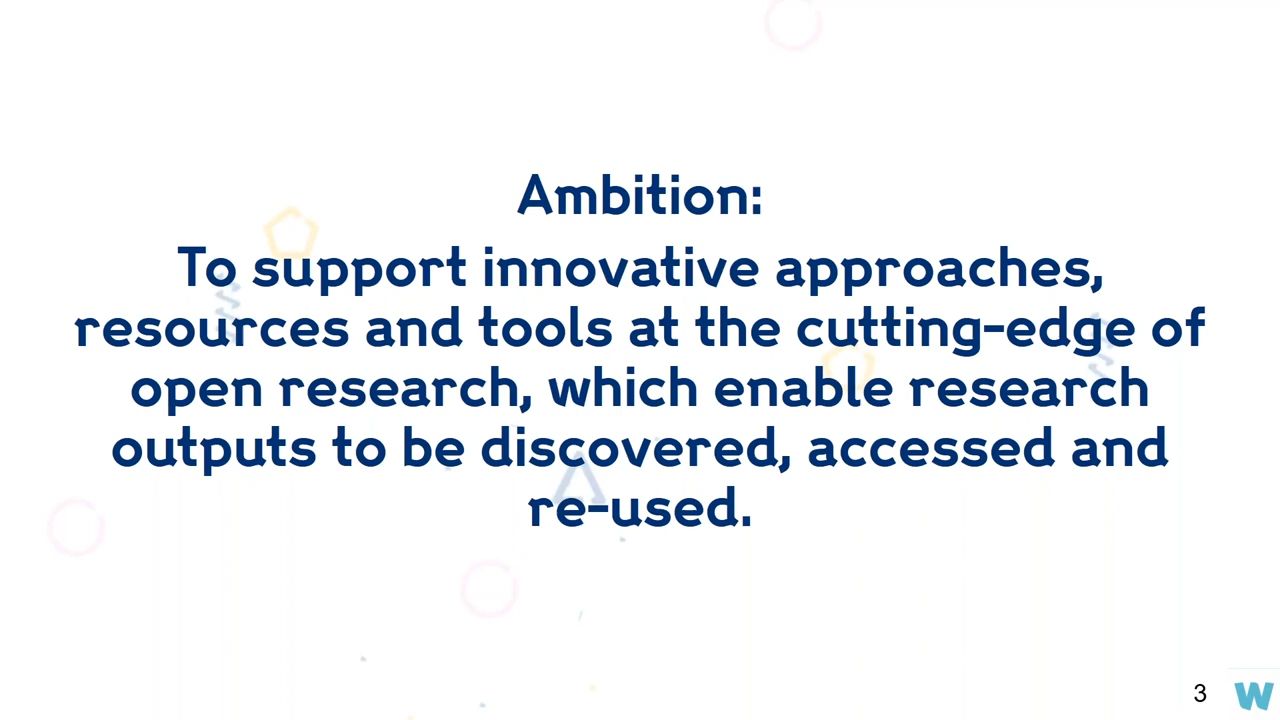 Ambition:
To support innovative approaches,
resources and tools at the cutting-edge of
open research, which enable research
outputs to be discovered, accessed and
re-used.
3
W